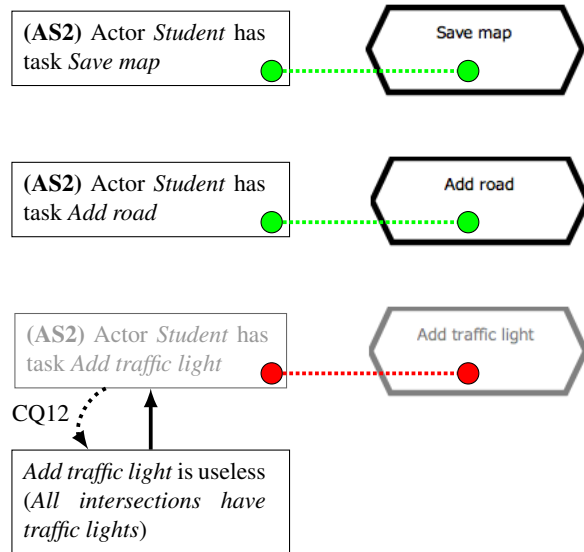 (AS2) Actor Student has
task Save map
Save map
(AS2) Actor Student has
task Add road
Add road
(AS2) Actor Student has
task Add traffic light
Add traffic light
CQ12
Add traffic light is useless
(All intersections have
traffic lights)